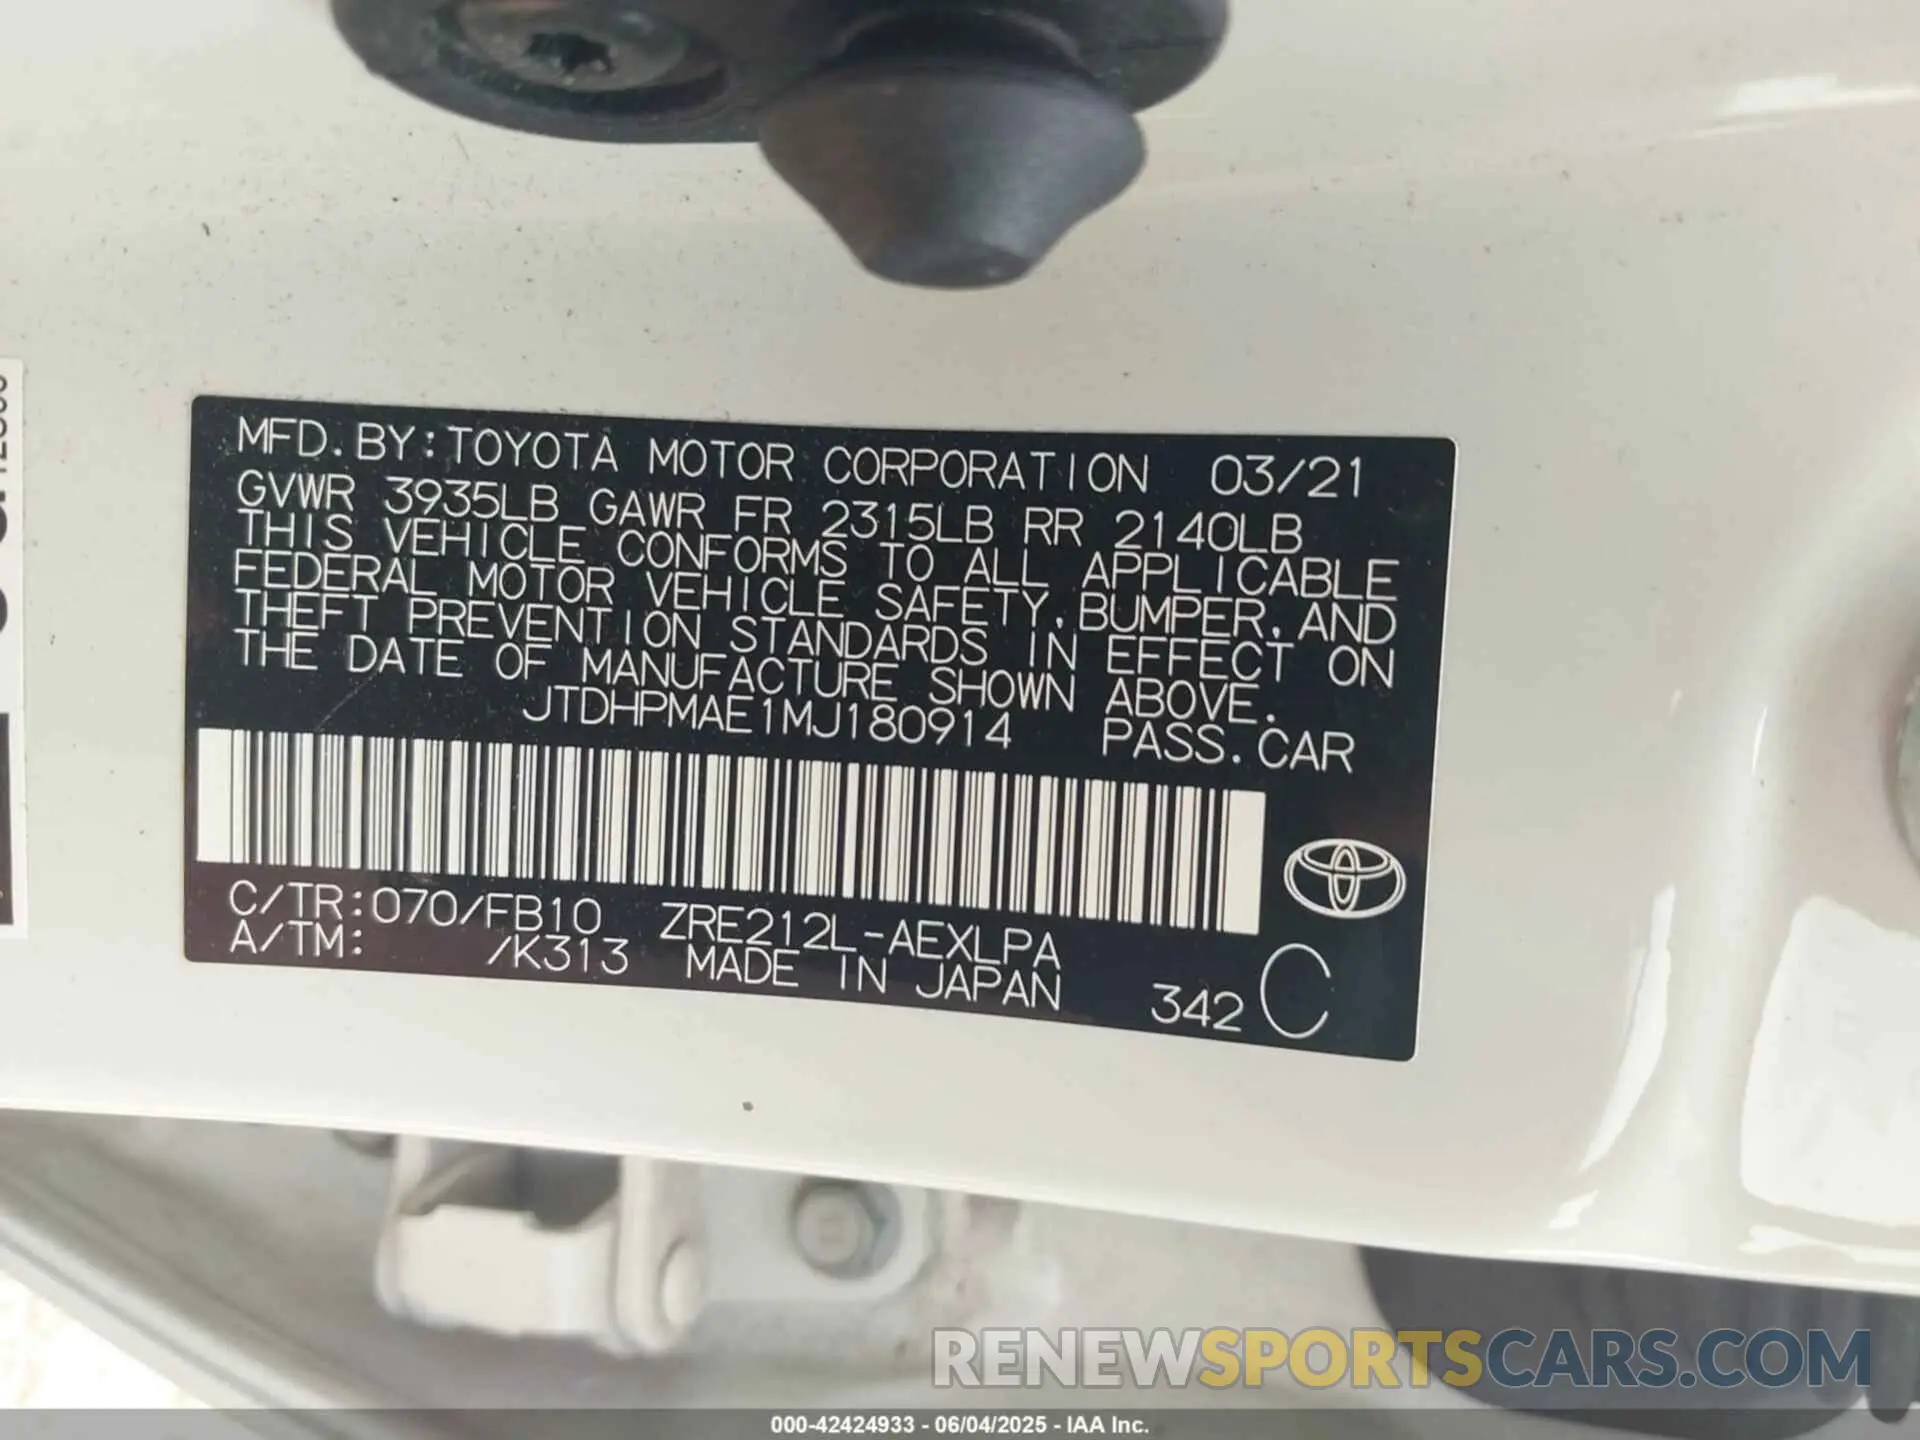 MFD. BY: TOYOTA MOTOR CORPORATION 03/21
GVWR 3935LB GAWR FR 2315LB RR 2140LB
THIS VEHICLE CONFORMS TO ALL APPLICABLE
FEDERAL MOTOR VEHICLE SAFETY, BUMPER, AND
THEFT PREVENTION STANDARDS IN EFFECT ON
THE DATE OF MANUFACTURE SHOWN ABOVE.
JTDHPMAE1MJ180914 PASS. CAR
C/TR: 070/FB10 ZRE212L-AEXLPA
A/TM: /K313 MADE IN JAPAN 342 C
RENEWSPORTSCARS.COM
000-42424933 - 06/04/2025 - IAA Inc.